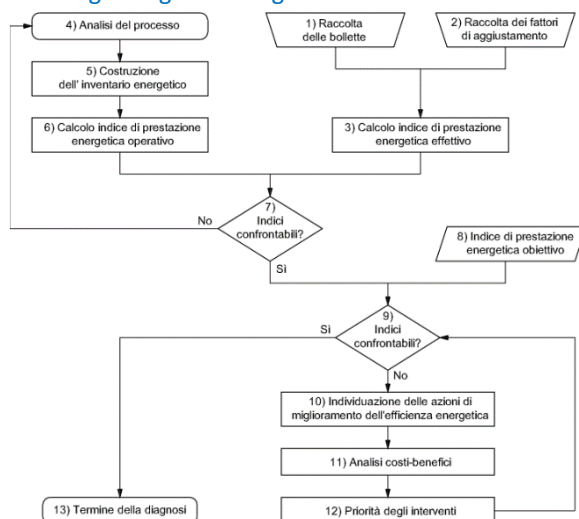 4) Analisi del processo
1) Raccolta
delle bollette
2) Raccolta dei fattori
di aggiustamento
5) Costruzione
dell' inventario energetico
6) Calcolo indice di prestazione
energetica operativo
3) Calcolo indice di prestazione
energetica effettivo
7)
Indici
confrontabili?
No
Sì
8) Indice di prestazione
energetica obiettivo
9)
Indici
confrontabili?
Sì
No
10) Individuazione delle azioni di
miglioramento dell'efficienza energetica
11) Analisi costi-benefici
12) Priorità degli interventi
13) Termine della diagnosi